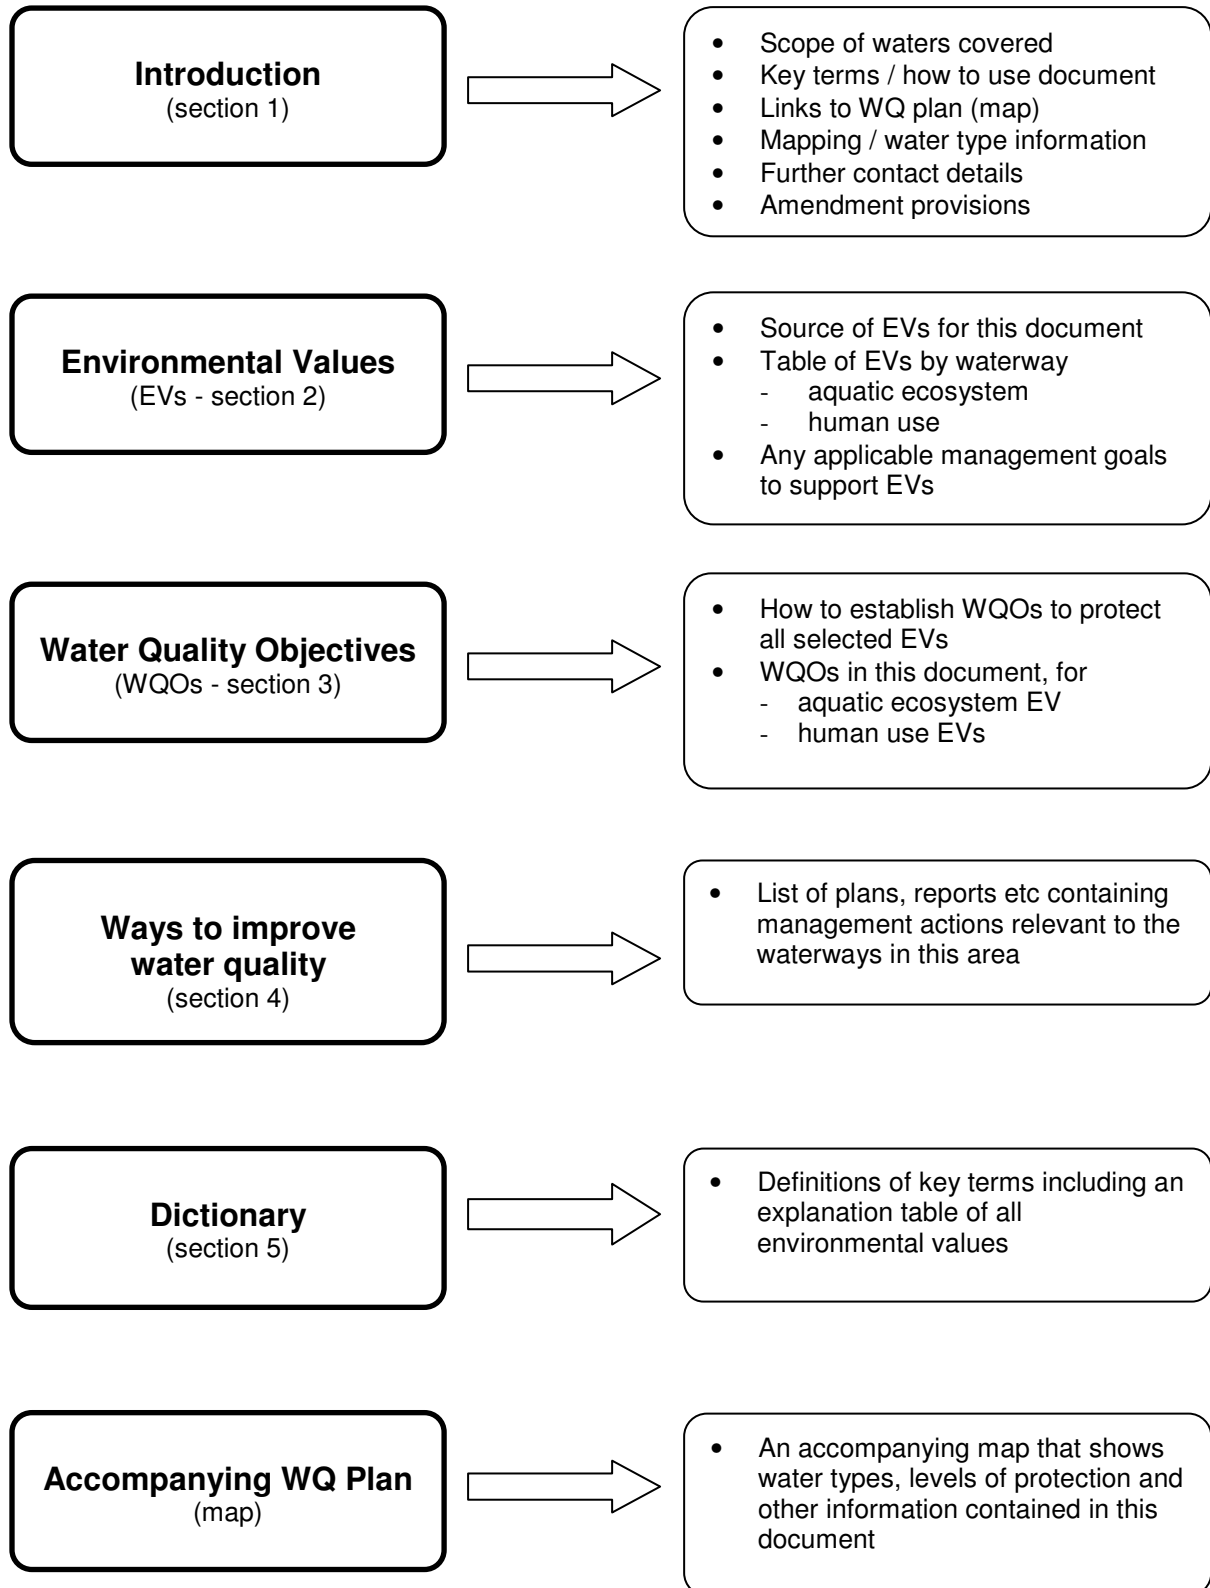 Introduction
(section 1)
• Scope of waters covered
• Key terms / how to use document
• Links to WQ plan (map)
• Mapping / water type information
• Further contact details
• Amendment provisions
Environmental Values
(EVs - section 2)
• Source of EVs for this document
• Table of EVs by waterway
- aquatic ecosystem
- human use
• Any applicable management goals
to support EVs
Water Quality Objectives
(WQOs - section 3)
• How to establish WQOs to protect
all selected EVs
• WQOs in this document, for
- aquatic ecosystem EV
- human use EVs
Ways to improve
water quality
(section 4)
• List of plans, reports etc containing
management actions relevant to the
waterways in this area
Dictionary
(section 5)
• Definitions of key terms including an
explanation table of all
environmental values
Accompanying WQ Plan
(map)
• An accompanying map that shows
water types, levels of protection and
other information contained in this
document